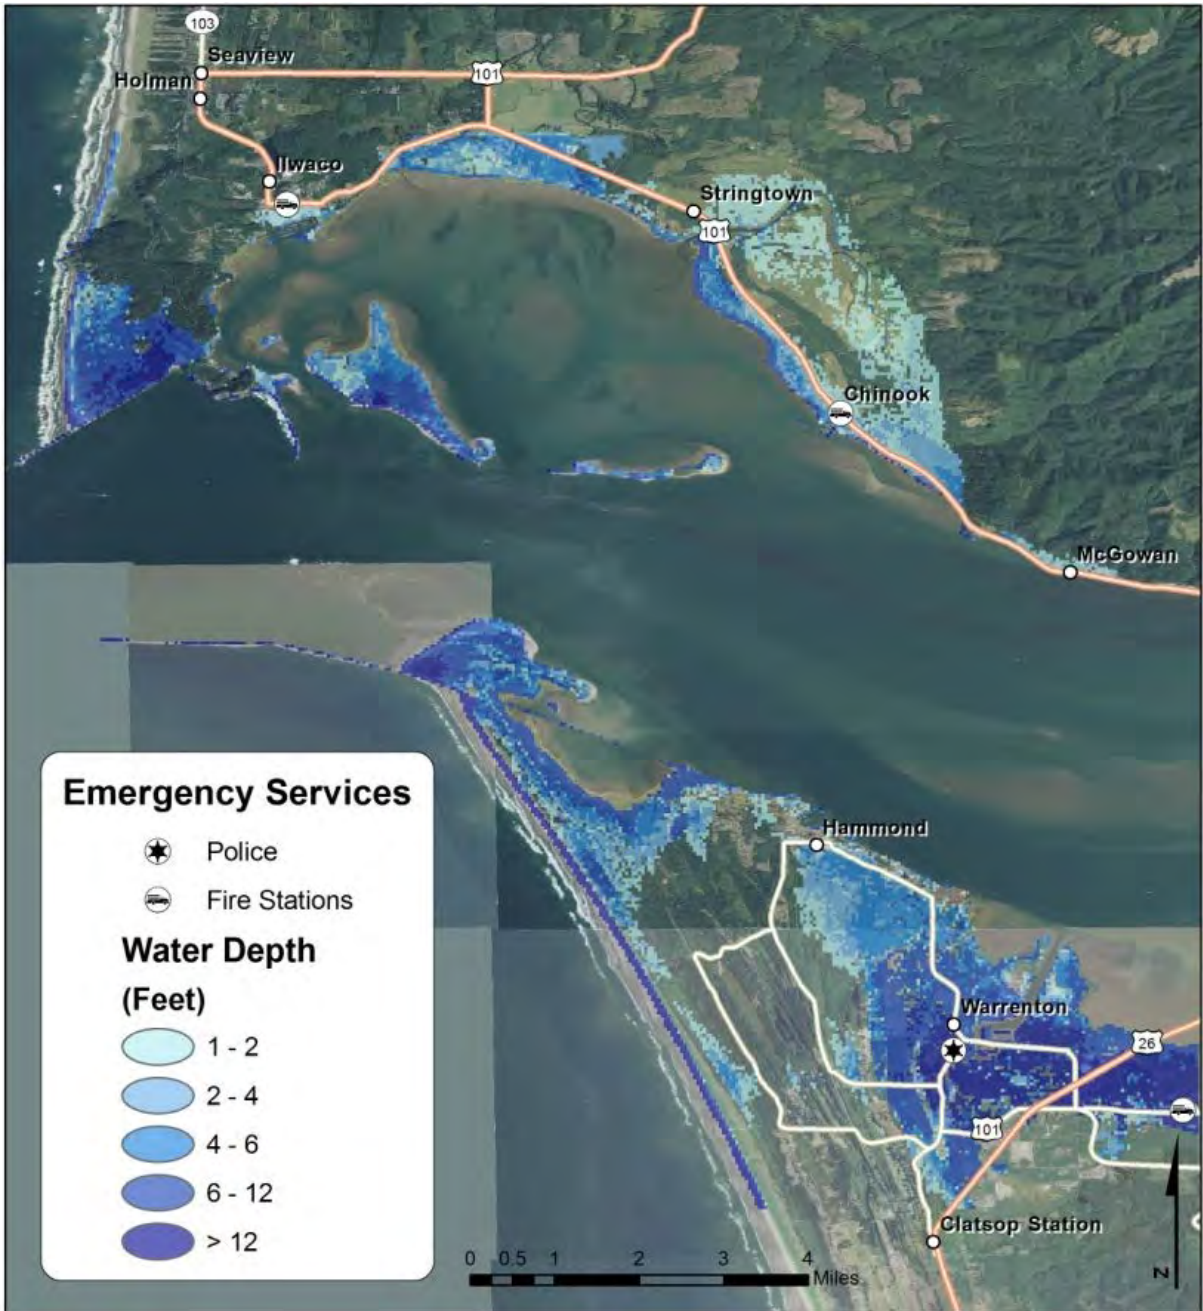 103
Seaview
Holman
101
Ilwaco
Stringtown
101
Chinook
McGowan
Hammond
Warrenton
26
101
Clatsop Station
Emergency Services
Police
Fire Stations
Water Depth
(Feet)
1 - 2
2 - 4
4 - 6
6 - 12
> 12
0 0.5 1 2 3 4
Miles
N